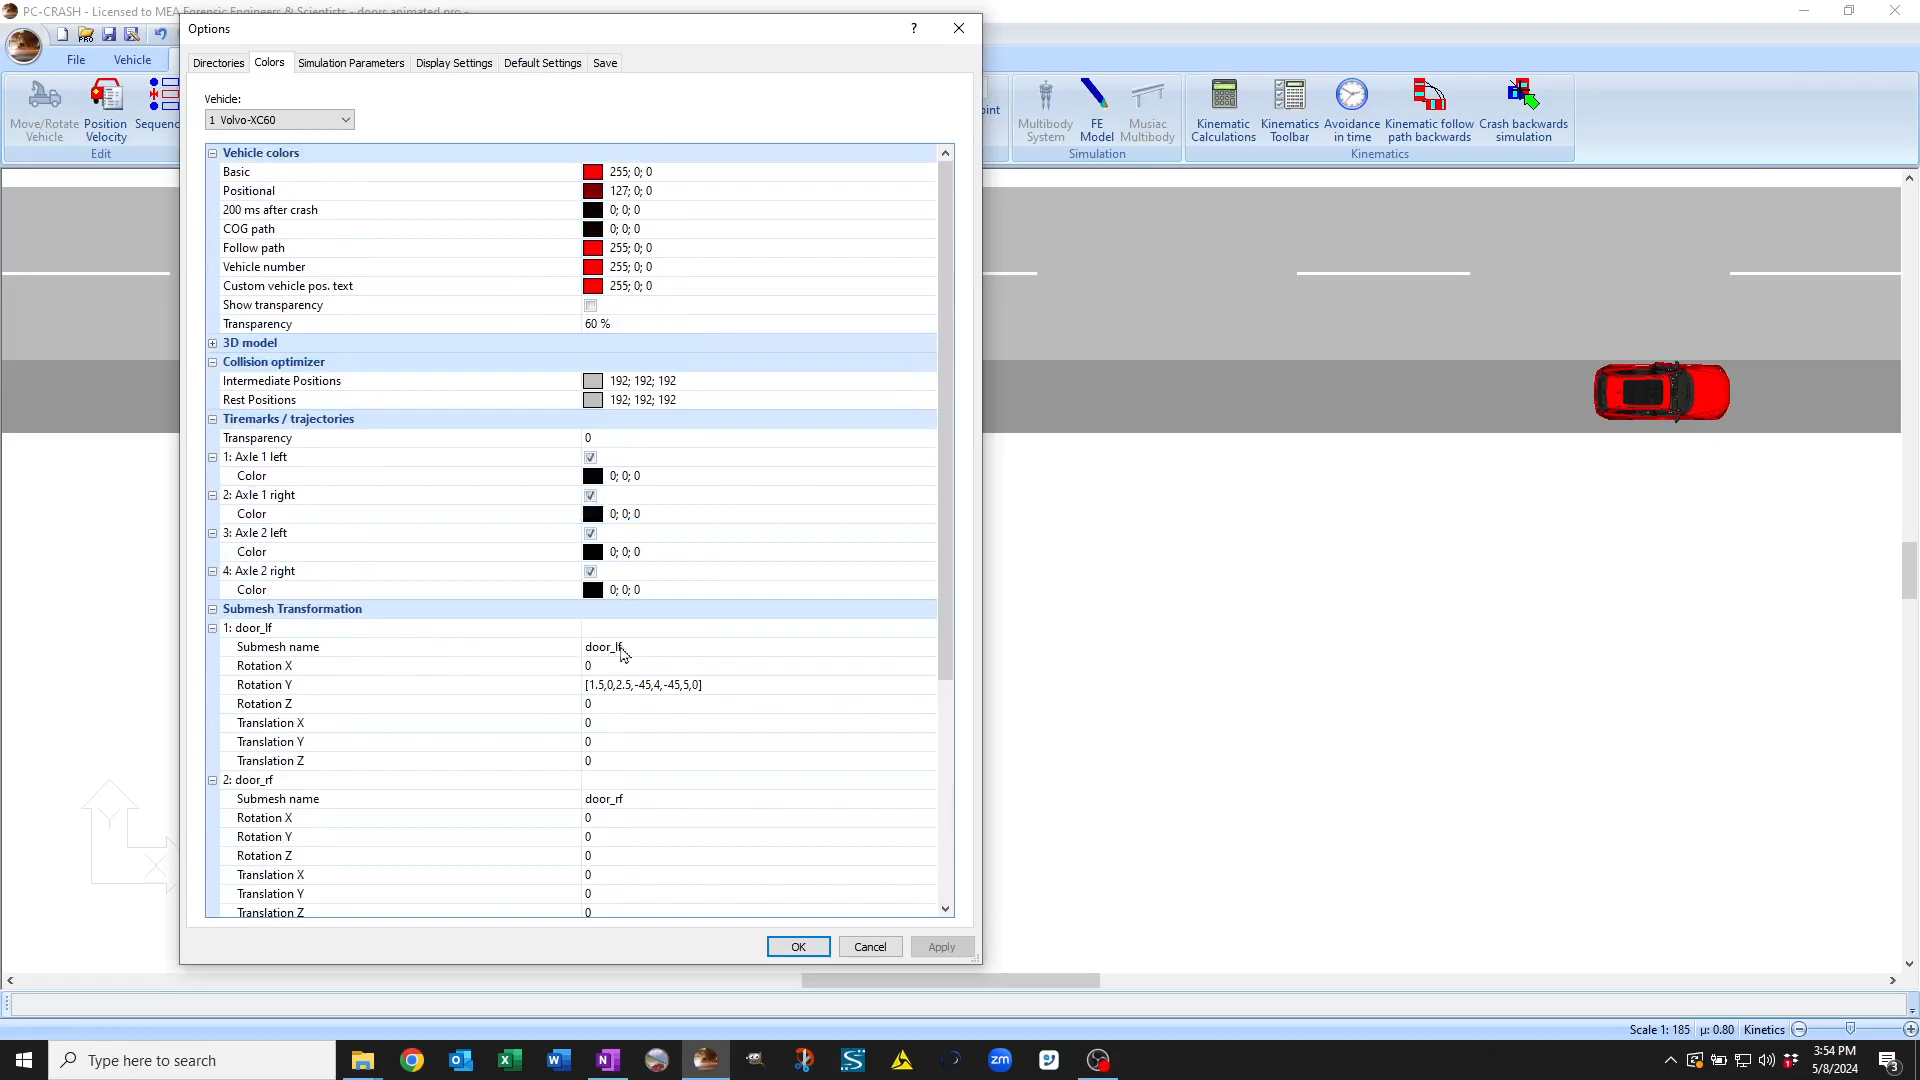 PC-CRASH - Licensed to MEA Forensic Engineers & Scientists - doors animated.pro -
Options
File
Vehicle
Directories
Colors
Simulation Parameters
Display Settings
Default Settings
Save
Move/Rotate
Vehicle
Position
Velocity
Sequenc
Edit
oint
Multibody
System
FE
Model
Musiac
Multibody
Simulation
Kinematic
Calculations
Kinematics
Toolbar
Avoidance
in time
Kinematic follow
path backwards
Crash backwards
simulation
Kinematics
Vehicle:
1 Volvo-XC60
Vehicle colors
Basic 255; 0; 0
Positional 127; 0; 0
200 ms after crash 0; 0; 0
COG path 0; 0; 0
Follow path 255; 0; 0
Vehicle number 255; 0; 0
Custom vehicle pos. text 255; 0; 0
Show transparency
Transparency 60 %
3D model
Collision optimizer
Intermediate Positions 192; 192; 192
Rest Positions 192; 192; 192
Tiremarks / trajectories
Transparency 0
1: Axle 1 left
Color 0; 0; 0
2: Axle 1 right
Color 0; 0; 0
3: Axle 2 left
Color 0; 0; 0
4: Axle 2 right
Color 0; 0; 0
Submesh Transformation
1: door_lf
Submesh name door_lf
Rotation X 0
Rotation Y [1.5,0,2.5,-45,4,-45,5,0]
Rotation Z 0
Translation X 0
Translation Y 0
Translation Z 0
2: door_rf
Submesh name door_rf
Rotation X 0
Rotation Y 0
Rotation Z 0
Translation X 0
Translation Y 0
Translation Z 0
OK
Cancel
Apply
Y
X
Scale 1: 185
µ: 0.80
Kinetics
Type here to search
zm
3:54 PM
5/8/2024
3